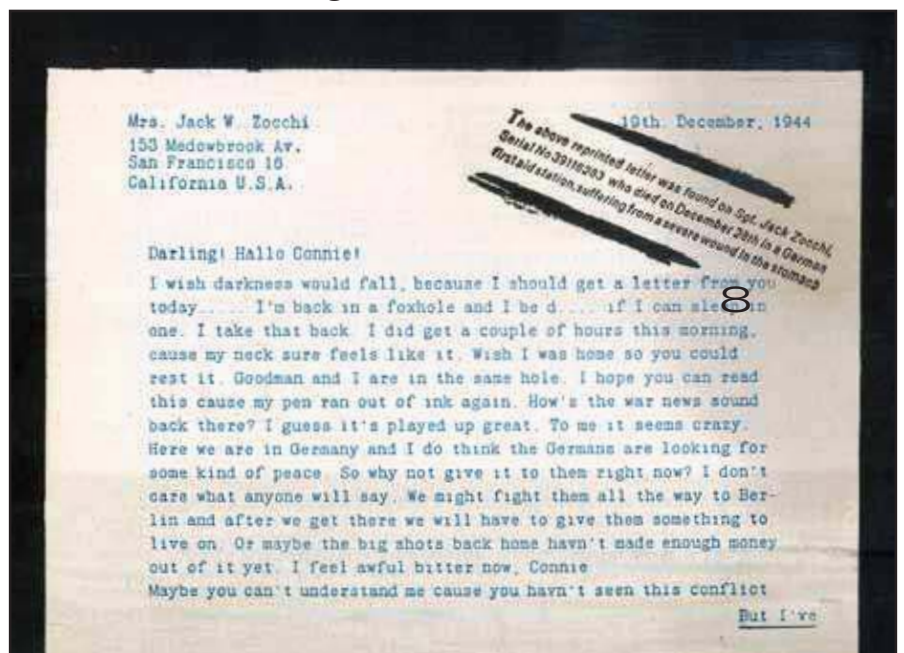 Mrs. Jack W. Zocchi
153 Medowbrook Av.
San Francisco 16
California U.S.A.
19th. December, 1944
The above reprinted letter was found on Sgt. Jack Zocchi,
Serial No 39116283 who died on December 28th in a German
first aid station, suffering from a severe wound in the stomach
Darling! Hallo Connie!
I wish darkness would fall, because I should get a letter from you
today..... I'm back in a foxhole and I be d.... if I can sleep in
8
one. I take that back. I did get a couple of hours this morning,
cause my neck sure feels like it. Wish I was home so you could
rest it. Goodman and I are in the same hole. I hope you can read
this cause my pen ran out of ink again. How's the war news sound
back there? I guess it's played up great. To me it seems crazy.
Here we are in Germany and I do think the Germans are looking for
some kind of peace. So why not give it to them right now? I don't
care what anyone will say. We might fight them all the way to Ber-
lin and after we get there we will have to give them something to
live on. Or maybe the big shots back home havn't made enough money
out of it yet. I feel awful bitter now, Connie.
Maybe you can't understand me cause you havn't seen this conflict
But I've